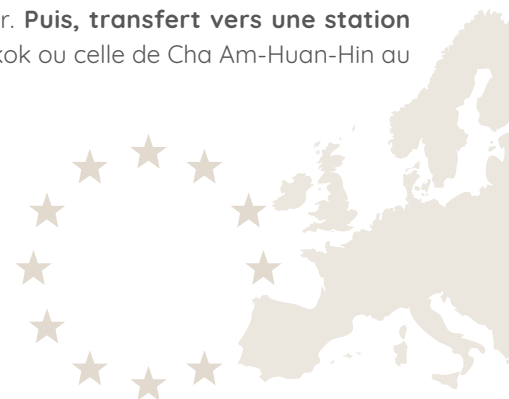 r. Puis, transfert vers une station
kok ou celle de Cha Am-Huan-Hin au